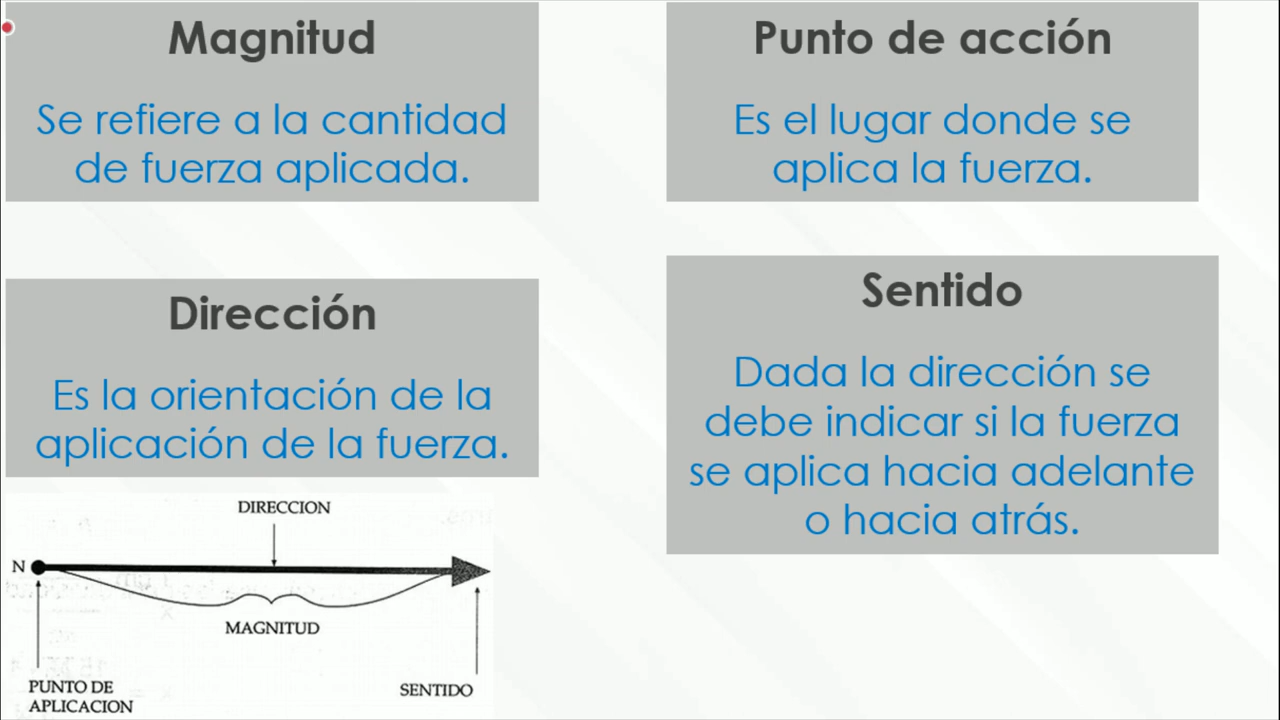 Magnitud
Se refiere a la cantidad
de fuerza aplicada.
Punto de acción
Es el lugar donde se
aplica la fuerza.
Dirección
Es la orientación de la
aplicación de la fuerza.
Sentido
Dada la dirección se
debe indicar si la fuerza
se aplica hacia adelante
o hacia atrás.
DIRECCION
N
MAGNITUD
PUNTO DE
APLICACION
SENTIDO